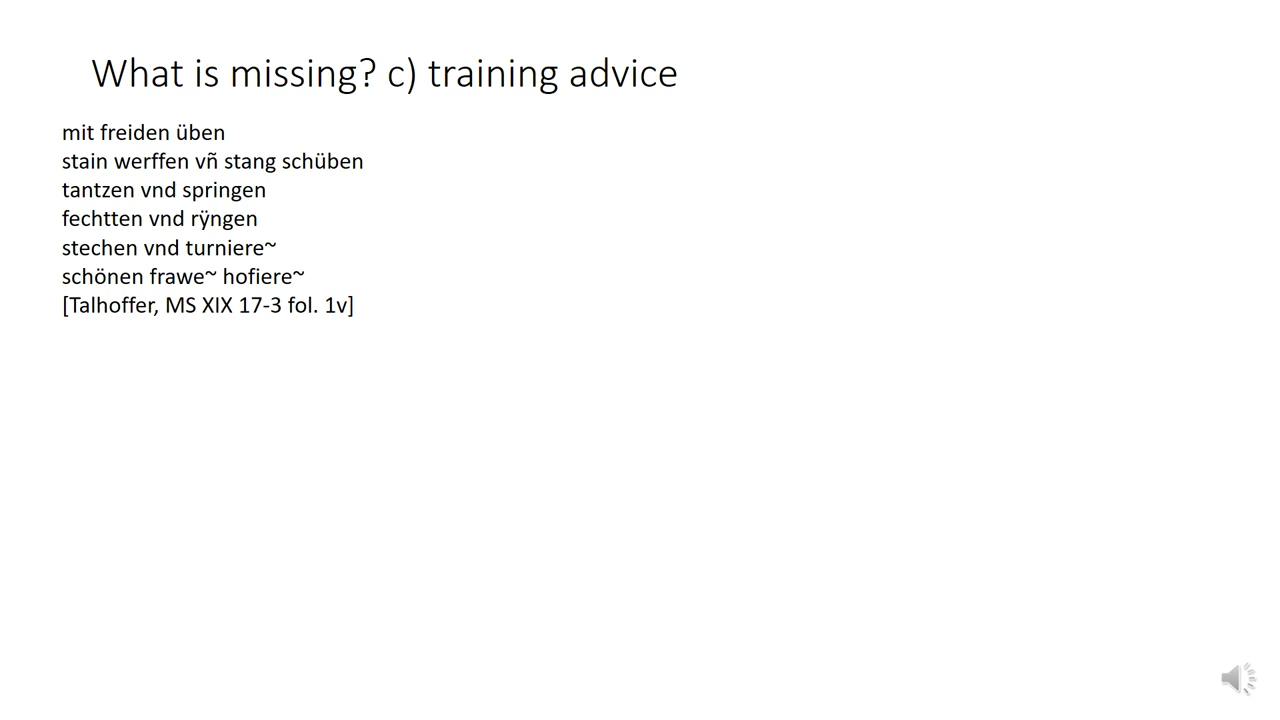 What is missing? c) training advice
mit freiden üben
stain werffen vñ stang schüben
tantzen vnd springen
fechtten vnd rÿngen
stechen vnd turniere~
schönen frawe~ hofiere~
[Talhoffer, MS XIX 17-3 fol. 1v]